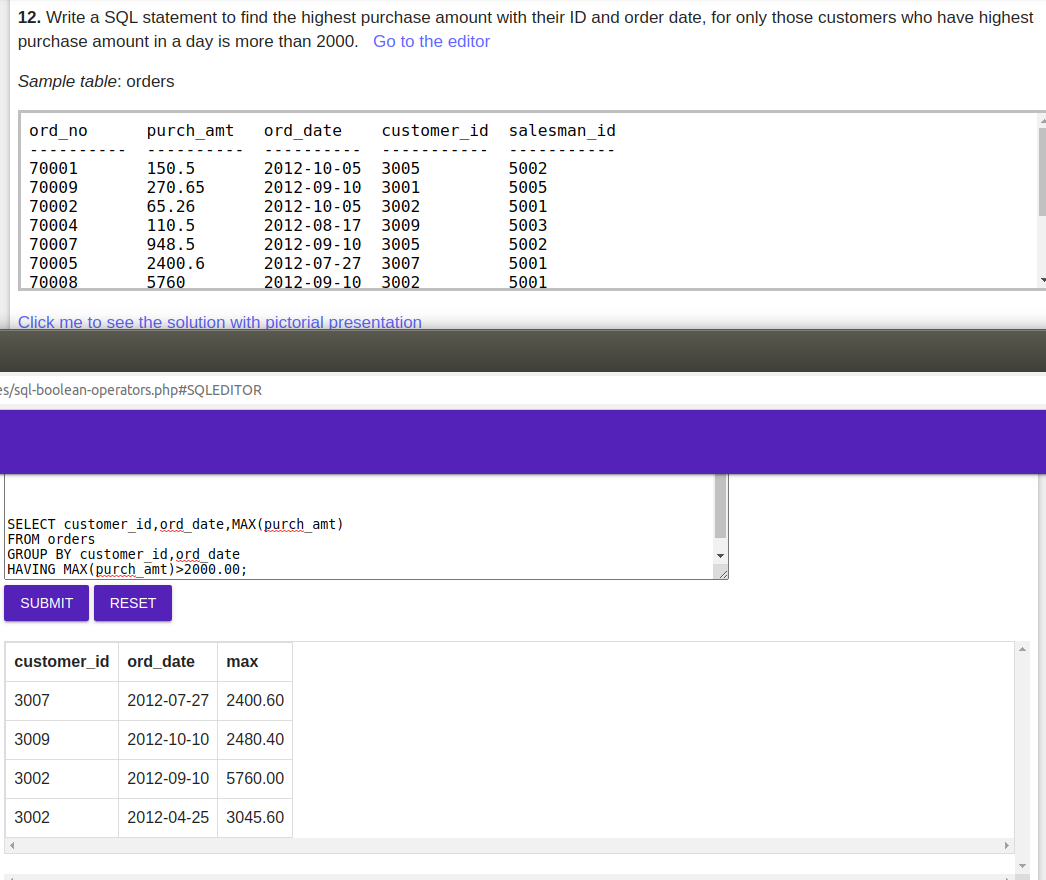 12. Write a SQL statement to find the highest purchase amount with their ID and order date, for only those customers who have highest
purchase amount in a day is more than 2000. Go to the editor
Sample table: orders
ord_no purch_amt ord_date customer_id salesman_id
---------- ---------- ---------- ----------- -----------
70001 150.5 2012-10-05 3005 5002
70009 270.65 2012-09-10 3001 5005
70002 65.26 2012-10-05 3002 5001
70004 110.5 2012-08-17 3009 5003
70007 948.5 2012-09-10 3005 5002
70005 2400.6 2012-07-27 3007 5001
70008 5760 2012-09-10 3002 5001
Click me to see the solution with pictorial presentation
es/sql-boolean-operators.php#SQLEDITOR
SELECT customer_id,ord_date,MAX(purch_amt)
FROM orders
GROUP BY customer_id,ord_date
HAVING MAX(purch_amt)>2000.00;
SUBMIT RESET
customer_id ord_date max
3007 2012-07-27 2400.60
3009 2012-10-10 2480.40
3002 2012-09-10 5760.00
3002 2012-04-25 3045.60